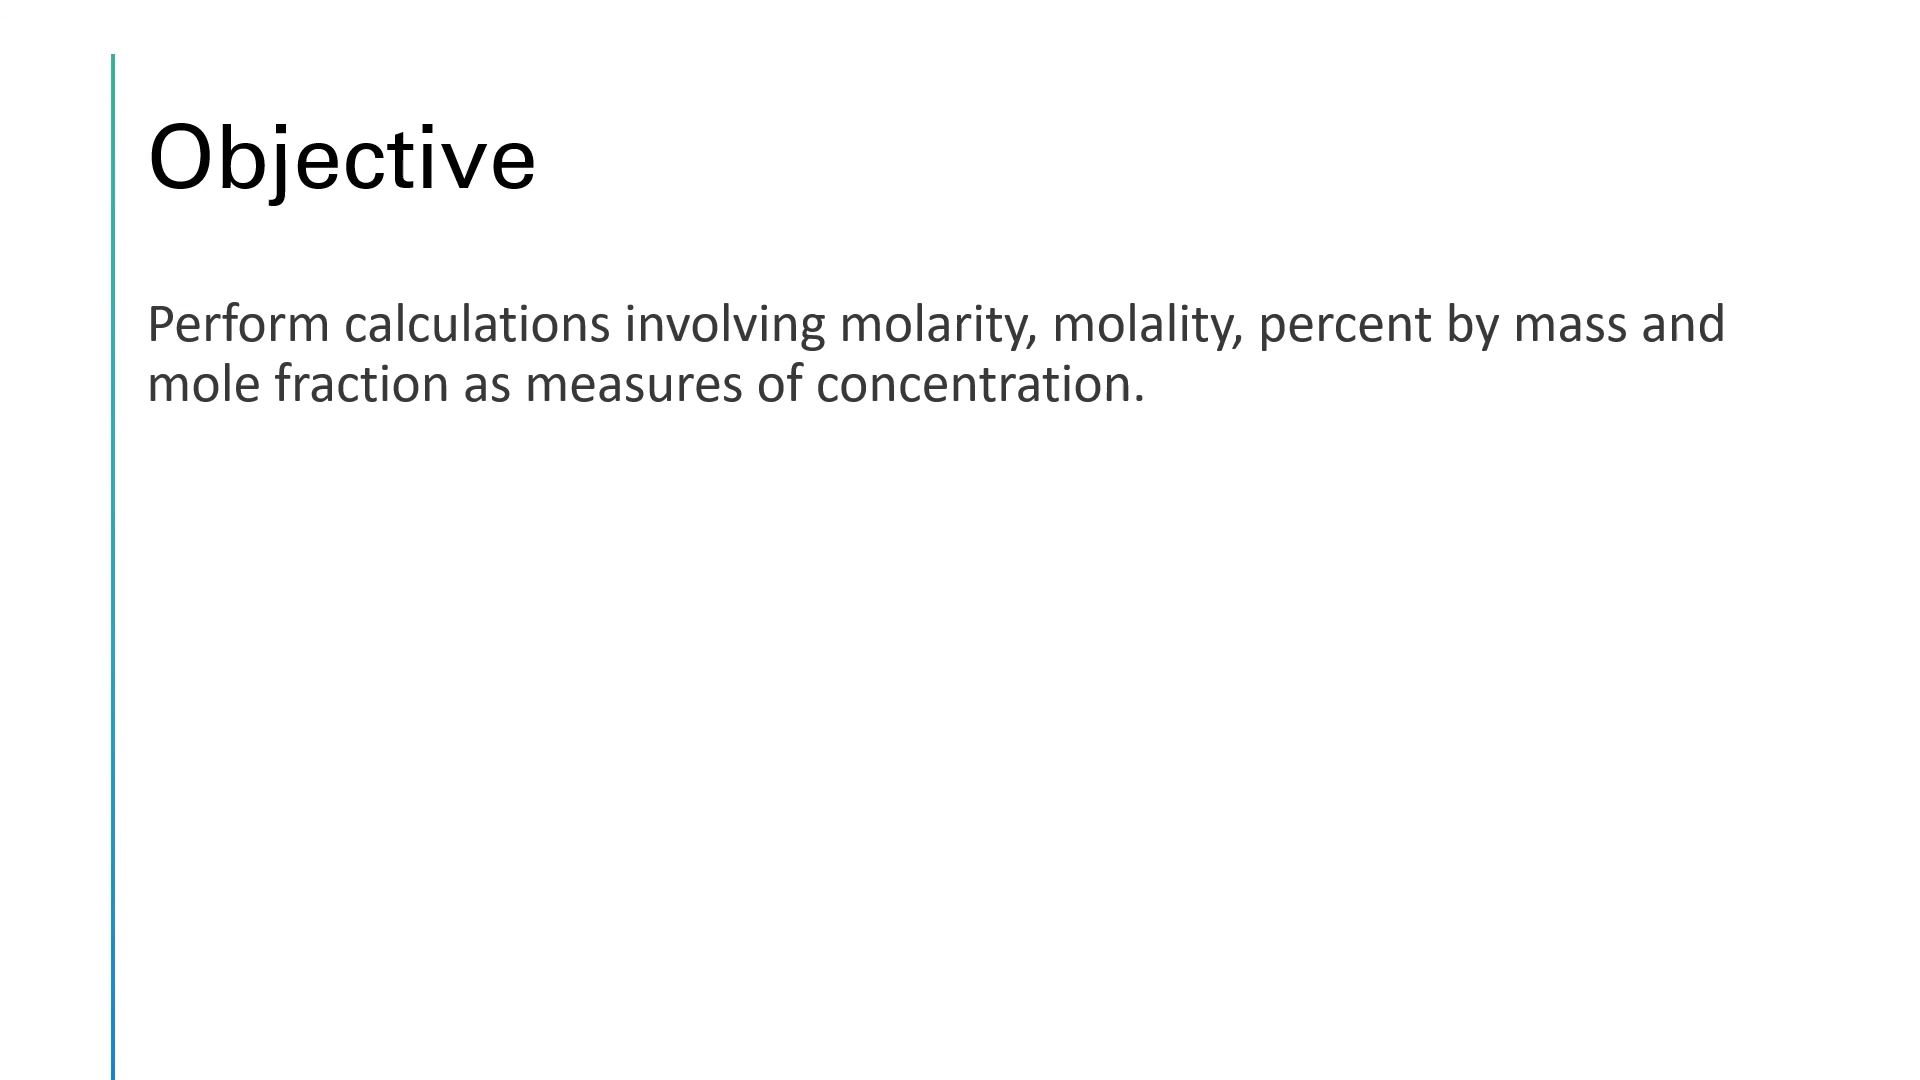 Objective
Perform calculations involving molarity, molality, percent by mass and
mole fraction as measures of concentration.